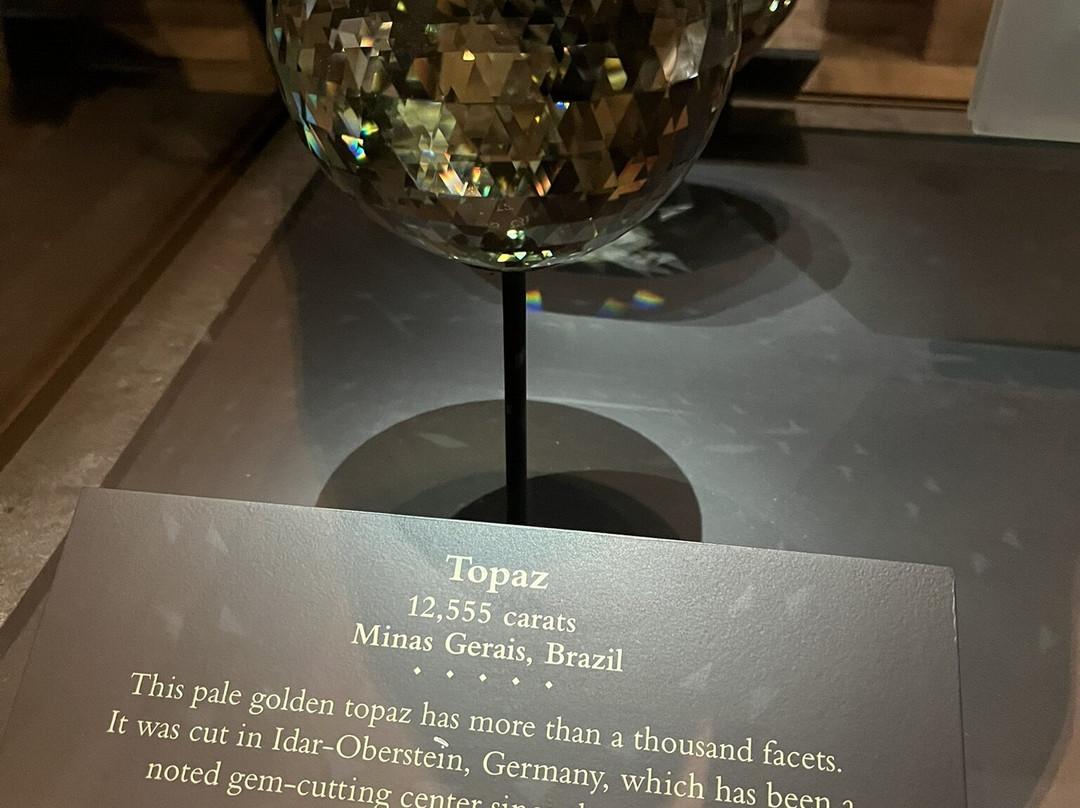 Topaz
12,555 carats
Minas Gerais, Brazil
This pale golden topaz has more than a thousand facets.
It was cut in Idar-Oberstein, Germany, which has been a
noted gem-cutting center